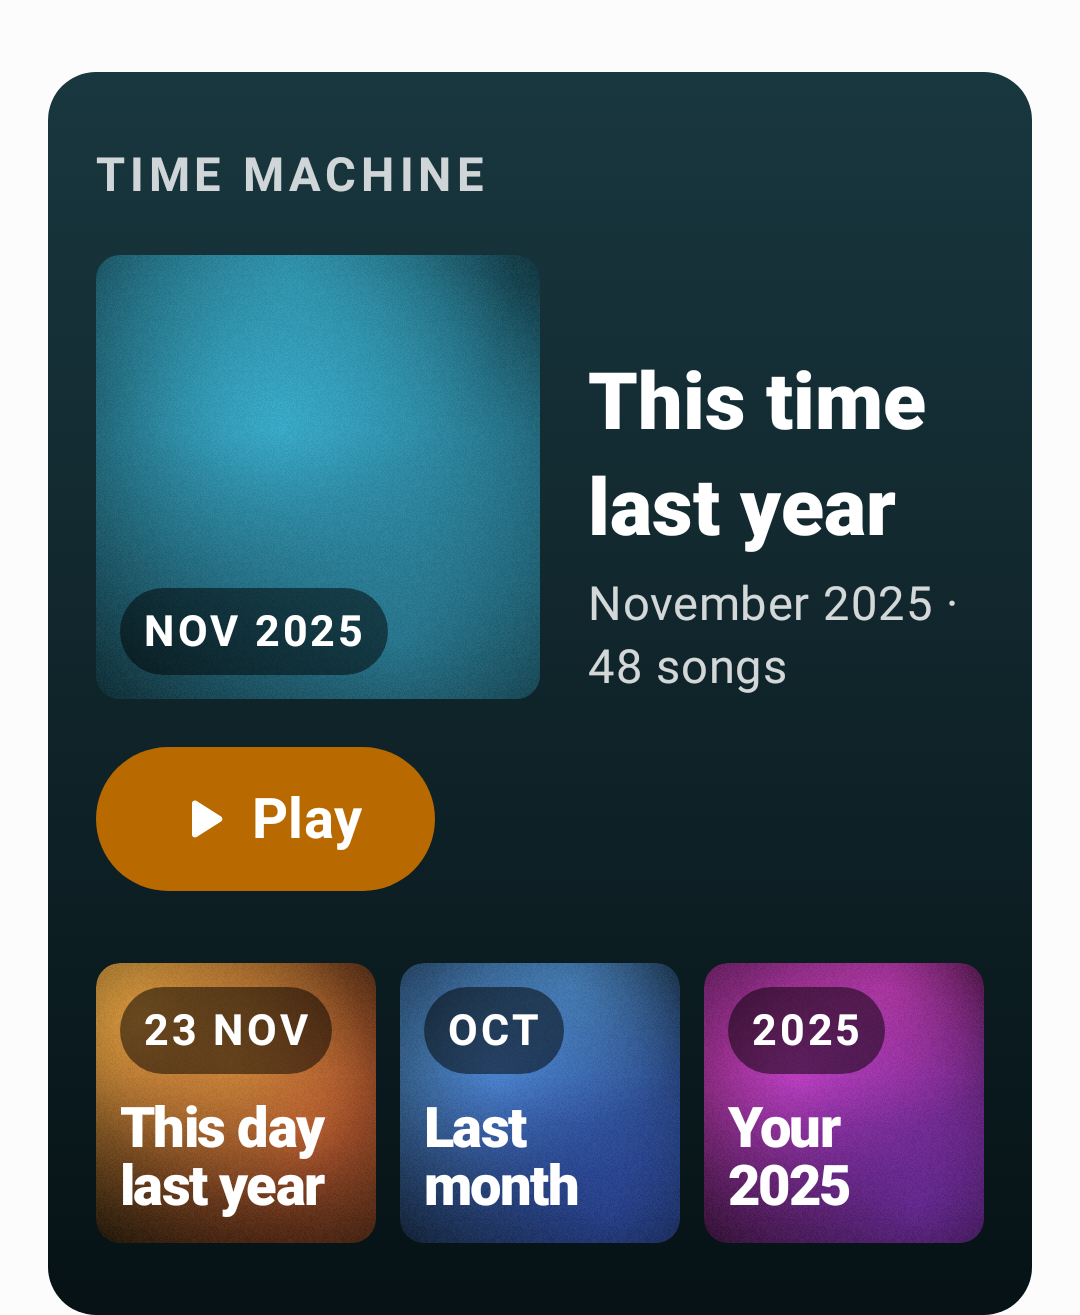 TIME MACHINE
NOV 2025
This time
last year
November 2025 ·
48 songs
Play
23 NOV
This day
last year
OCT
Last
month
2025
Your
2025